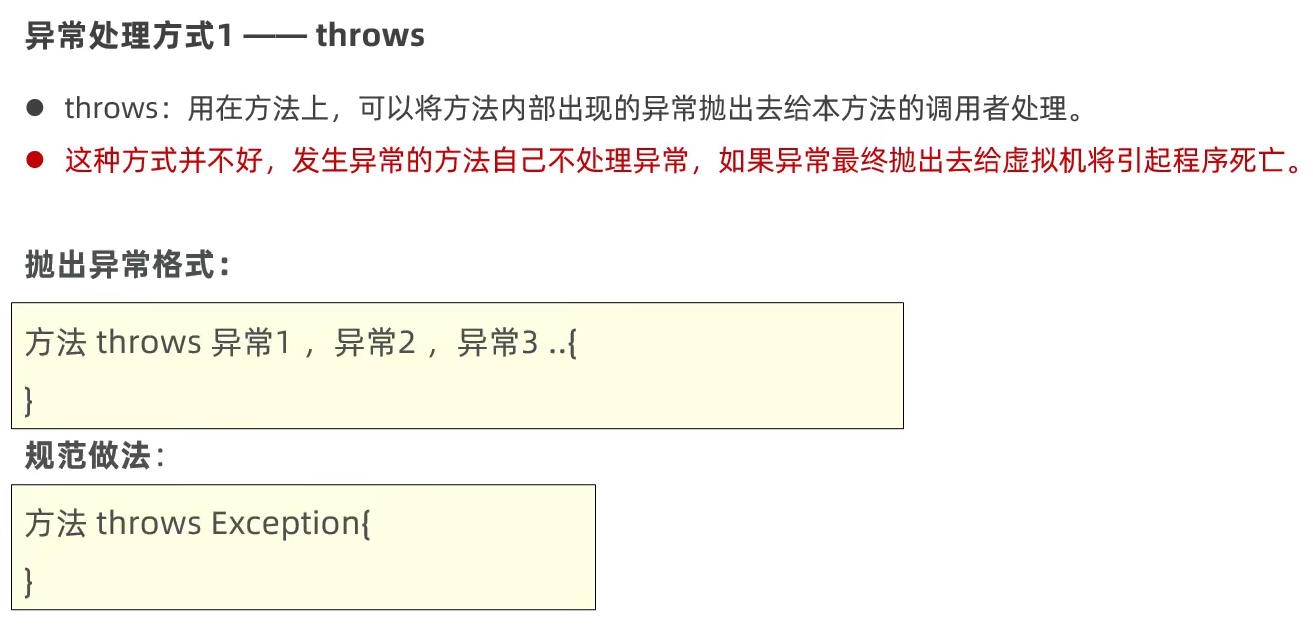 异常处理方式1 —— throws
● throws：用在方法上，可以将方法内部出现的异常抛出去给本方法的调用者处理。
● 这种方式并不好，发生异常的方法自己不处理异常，如果异常最终抛出去给虚拟机将引起程序死亡。
抛出异常格式：
方法 throws 异常1 ，异常2 ，异常3 ..{
}
规范做法：
方法 throws Exception{
}